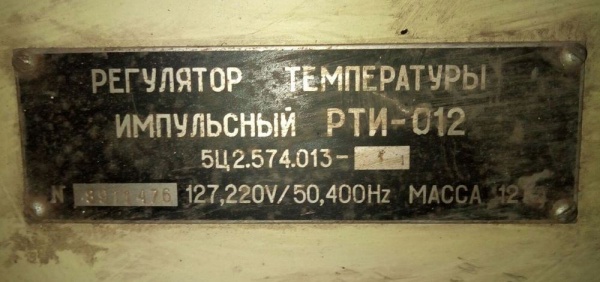 РЕГУЛЯТОР ТЕМПЕРАТУРЫ
ИМПУЛЬСНЫЙ РТИ-012
5Ц2.574.013-
N 127,220V/50,400Hz МАССА